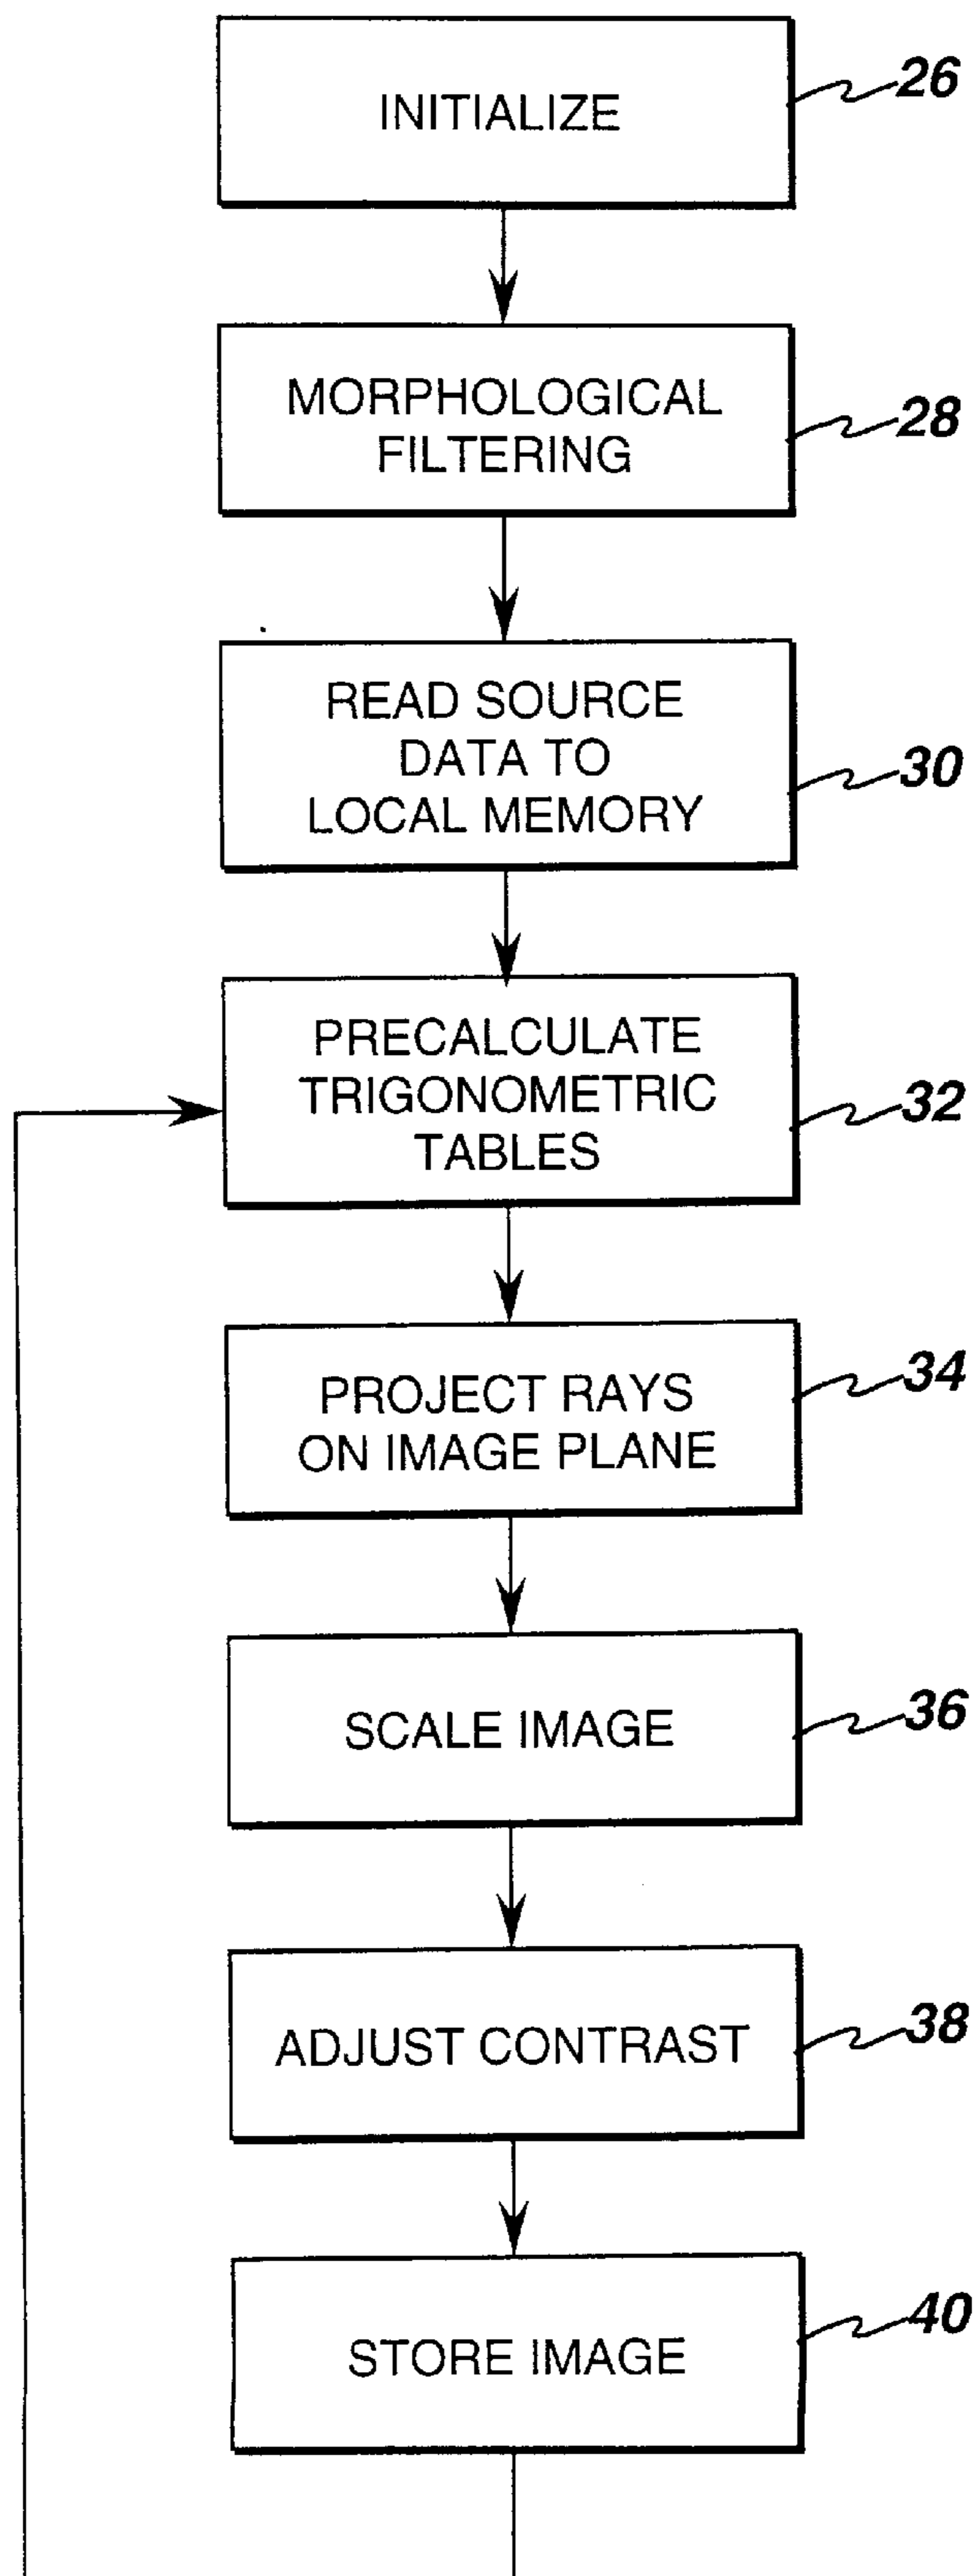 INITIALIZE
26
MORPHOLOGICAL
FILTERING
28
READ SOURCE
DATA TO
LOCAL MEMORY
30
PRECALCULATE
TRIGONOMETRIC
TABLES
32
PROJECT RAYS
ON IMAGE PLANE
34
SCALE IMAGE
36
ADJUST CONTRAST
38
STORE IMAGE
40